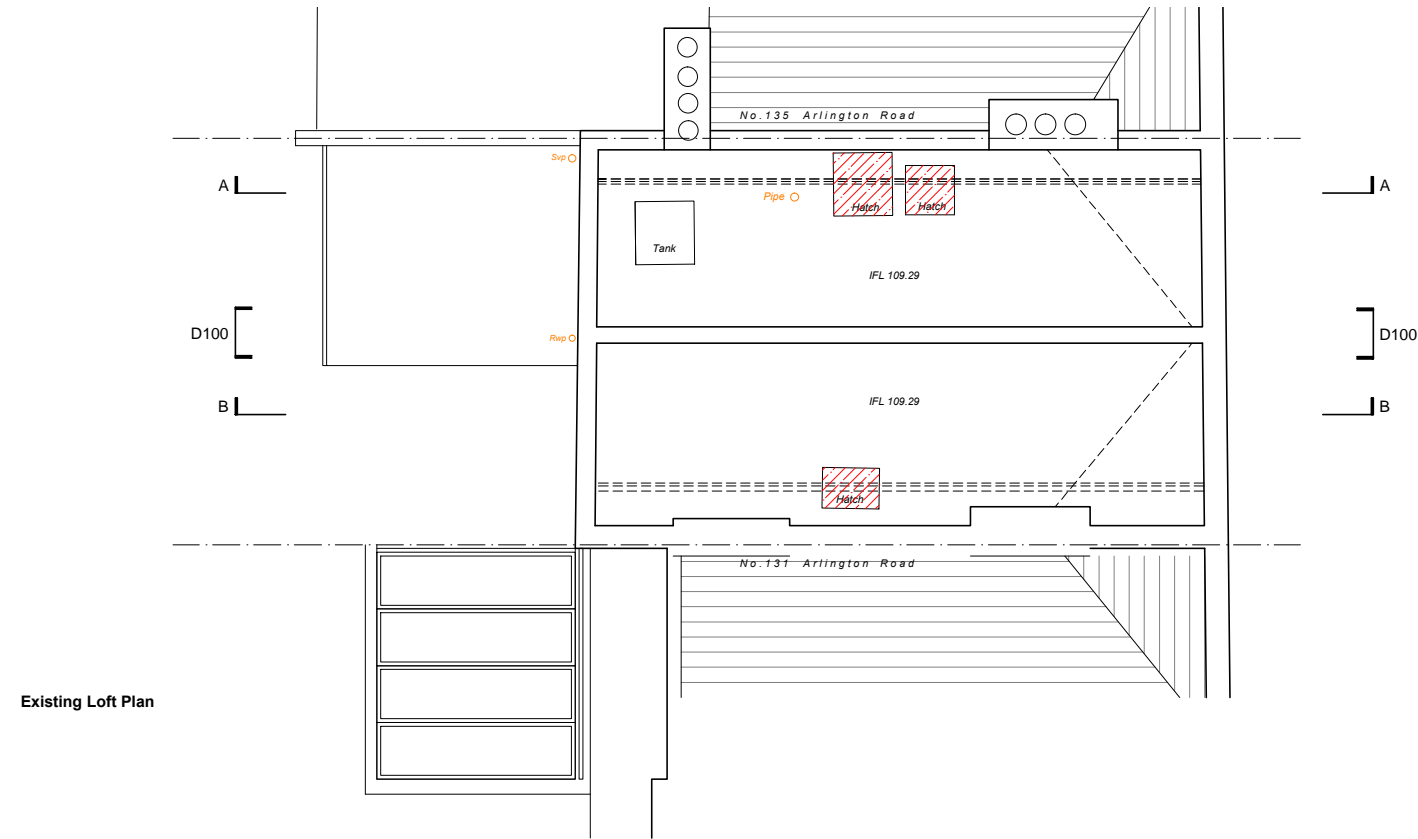 No.135 Arlington Road
Svp
A
A
Pipe
Hatch
Hatch
Tank
IFL 109.29
D100
D100
Rwp
B
IFL 109.29
B
Hatch
No.131 Arlington Road
Existing Loft Plan